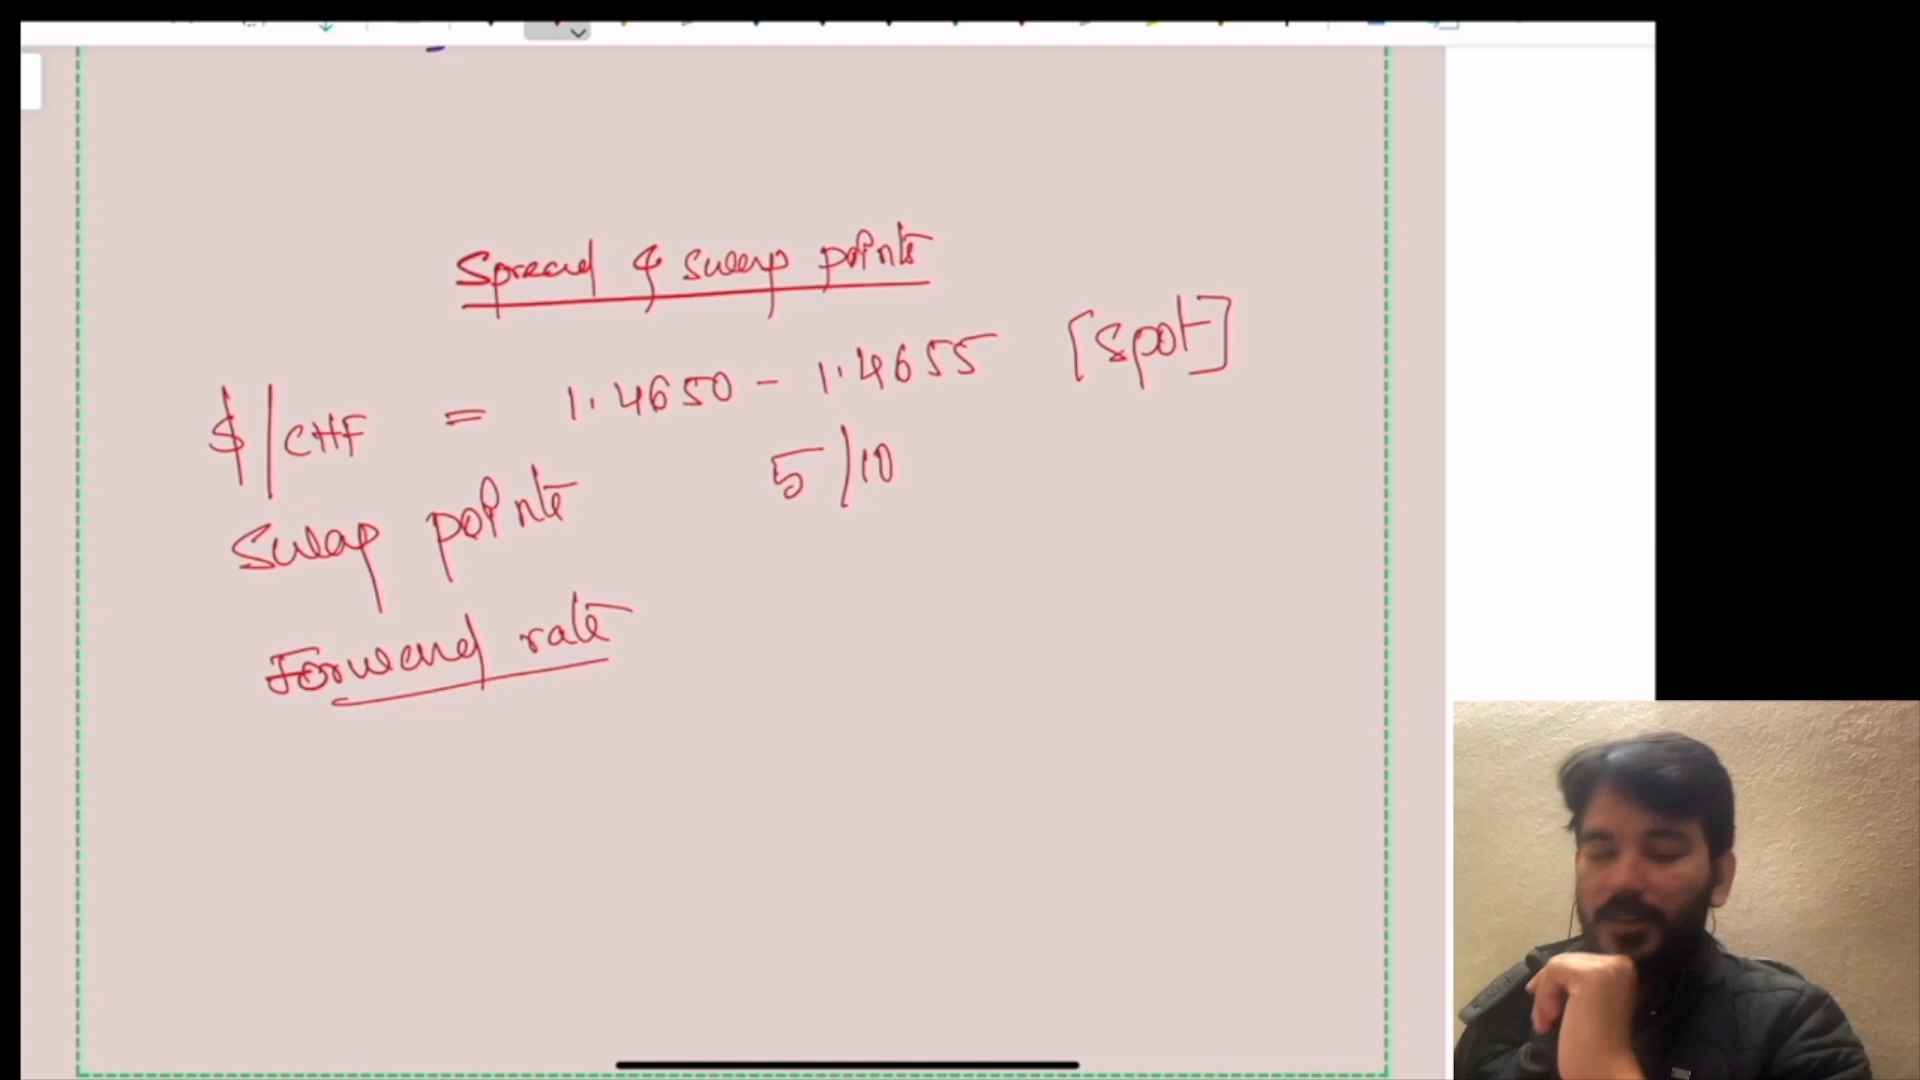 Spread & swap points
$/CHF = 1.4650 - 1.4655 [spot]
Swap points 5/10
Forward rate